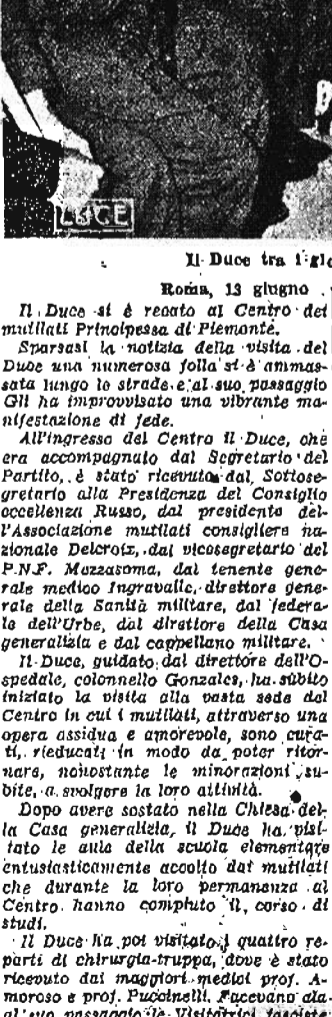 LUCE
Il Duce tra i glo
Roma, 13 giugno
Il Duce si è recato al Centro dei
mutilati Principessa di Piemonte.
Sparsasi la notizia della visita del
Duce una numerosa folla si è ammas-
sata lungo le strade e al suo passaggio
Gli ha improvvisato una vibrante ma-
nifestazione di fede.
All'ingresso del Centro il Duce, che
era accompagnato dal Segretario del
Partito, è stato ricevuto dal Sottose-
gretario alla Presidenza del Consiglio
eccellenza Russo, dal presidente del-
l'Associazione mutilati consigliere na-
zionale Delcroix, dal vicesegretario del
P.N.F. Mezzasoma, dal tenente gene-
rale medico Ingravalle, direttore gene-
rale della Sanità militare, dal federa-
le dell'Urbe, dal direttore della Casa
generalizia e dal cappellano militare.
Il Duce, guidato dal direttore dell'O-
spedale, colonnello Gonzales, ha subito
iniziato la visita alla vasta sede del
Centro in cui i mutilati, attraverso una
opera assidua e amorevole, sono cura-
ti, rieducati in modo da poter ritor-
nare, nonostante le minorazioni su-
bite, a svolgere la loro attività.
Dopo avere sostato nella Chiesa del-
la Casa generalizia, il Duce ha visi-
tato le aule della scuola elementare
entusiasticamente accolto dai mutilati
che durante la loro permanenza al
Centro hanno compiuto il corso di
studi.
Il Duce ha poi visitato i quattro re-
parti di chirurgia-truppa, dove è stato
ricevuto dai maggiori medici prof. A-
moroso e prof. Puccinelli. Facevano ala
al suo passaggio le Visitatrici fasciste